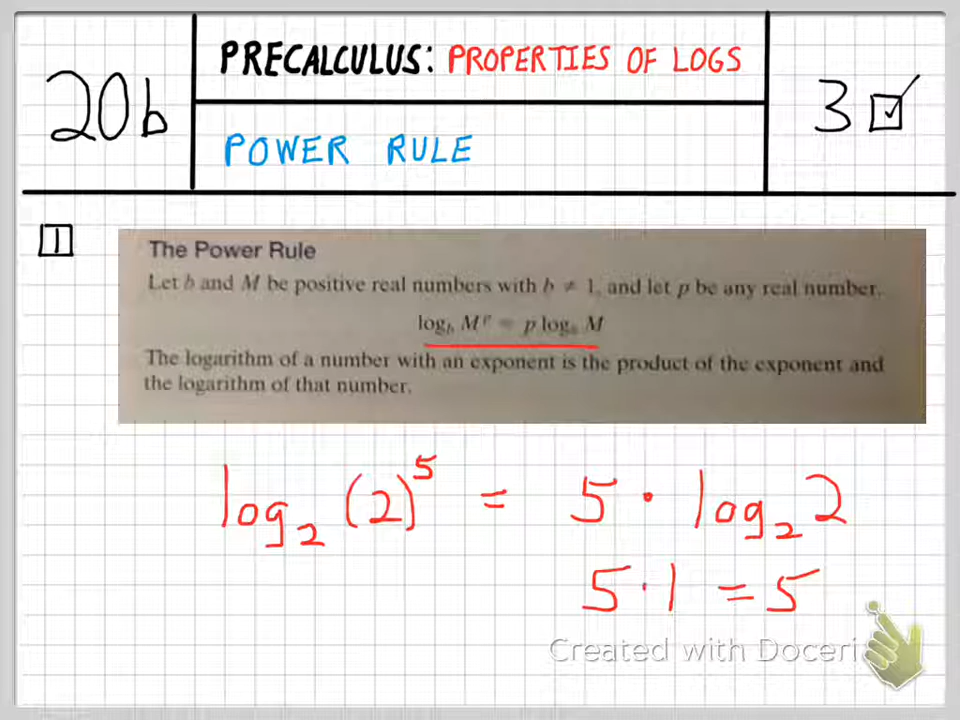 20b
PRECALCULUS: PROPERTIES OF LOGS
POWER RULE
3 ☑
1
The Power Rule
Let b and M be positive real numbers with b ≠ 1, and let p be any real number.
log_b M^p = p log_b M
The logarithm of a number with an exponent is the product of the exponent and
the logarithm of that number.
log₂ (2)⁵ = 5 · log₂ 2
5 · 1 = 5
Created with Doceri